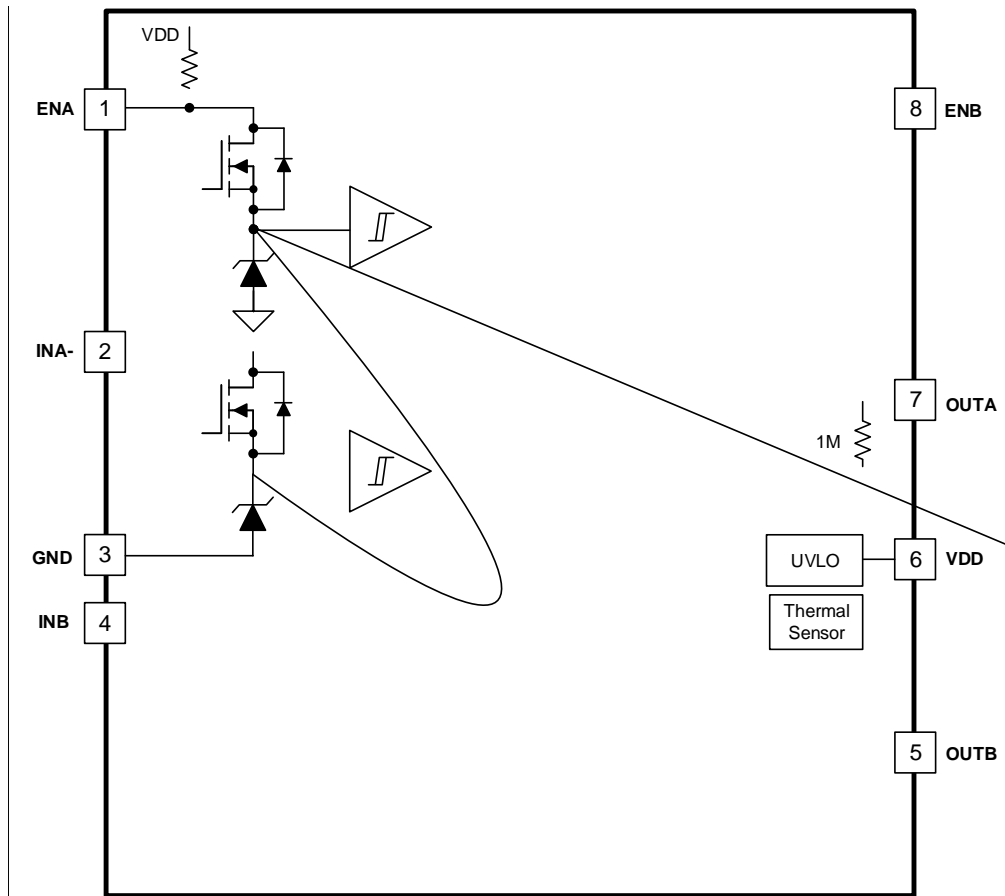 VDD
ENA 1
8 ENB
INA- 2
7 OUTA
1M
GND 3
UVLO
6 VDD
INB 4
Thermal
Sensor
5 OUTB